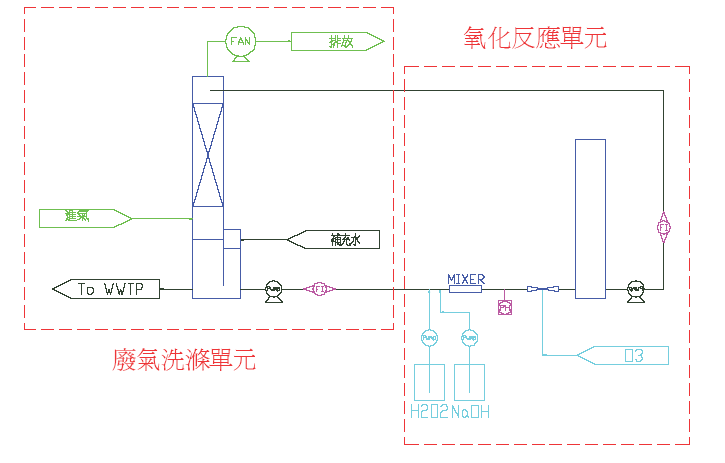 氧化反應單元
FAN
排放
進氣
FI
補充水
MIXER
To WWTP
PUMP
FI
PH
PUMP
PUMP
PUMP
O3
廢氣洗滌單元
H2O2 NaOH